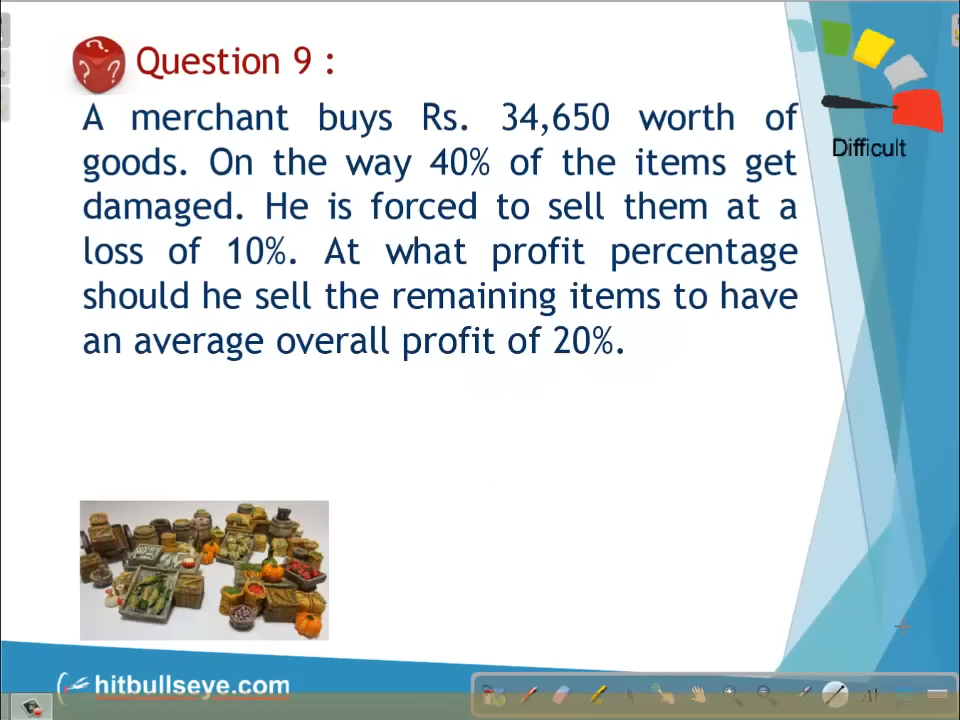 Question 9 :
A merchant buys Rs. 34,650 worth of
goods. On the way 40% of the items get
damaged. He is forced to sell them at a
loss of 10%. At what profit percentage
should he sell the remaining items to have
an average overall profit of 20%.
Difficult
hitbullseye.com